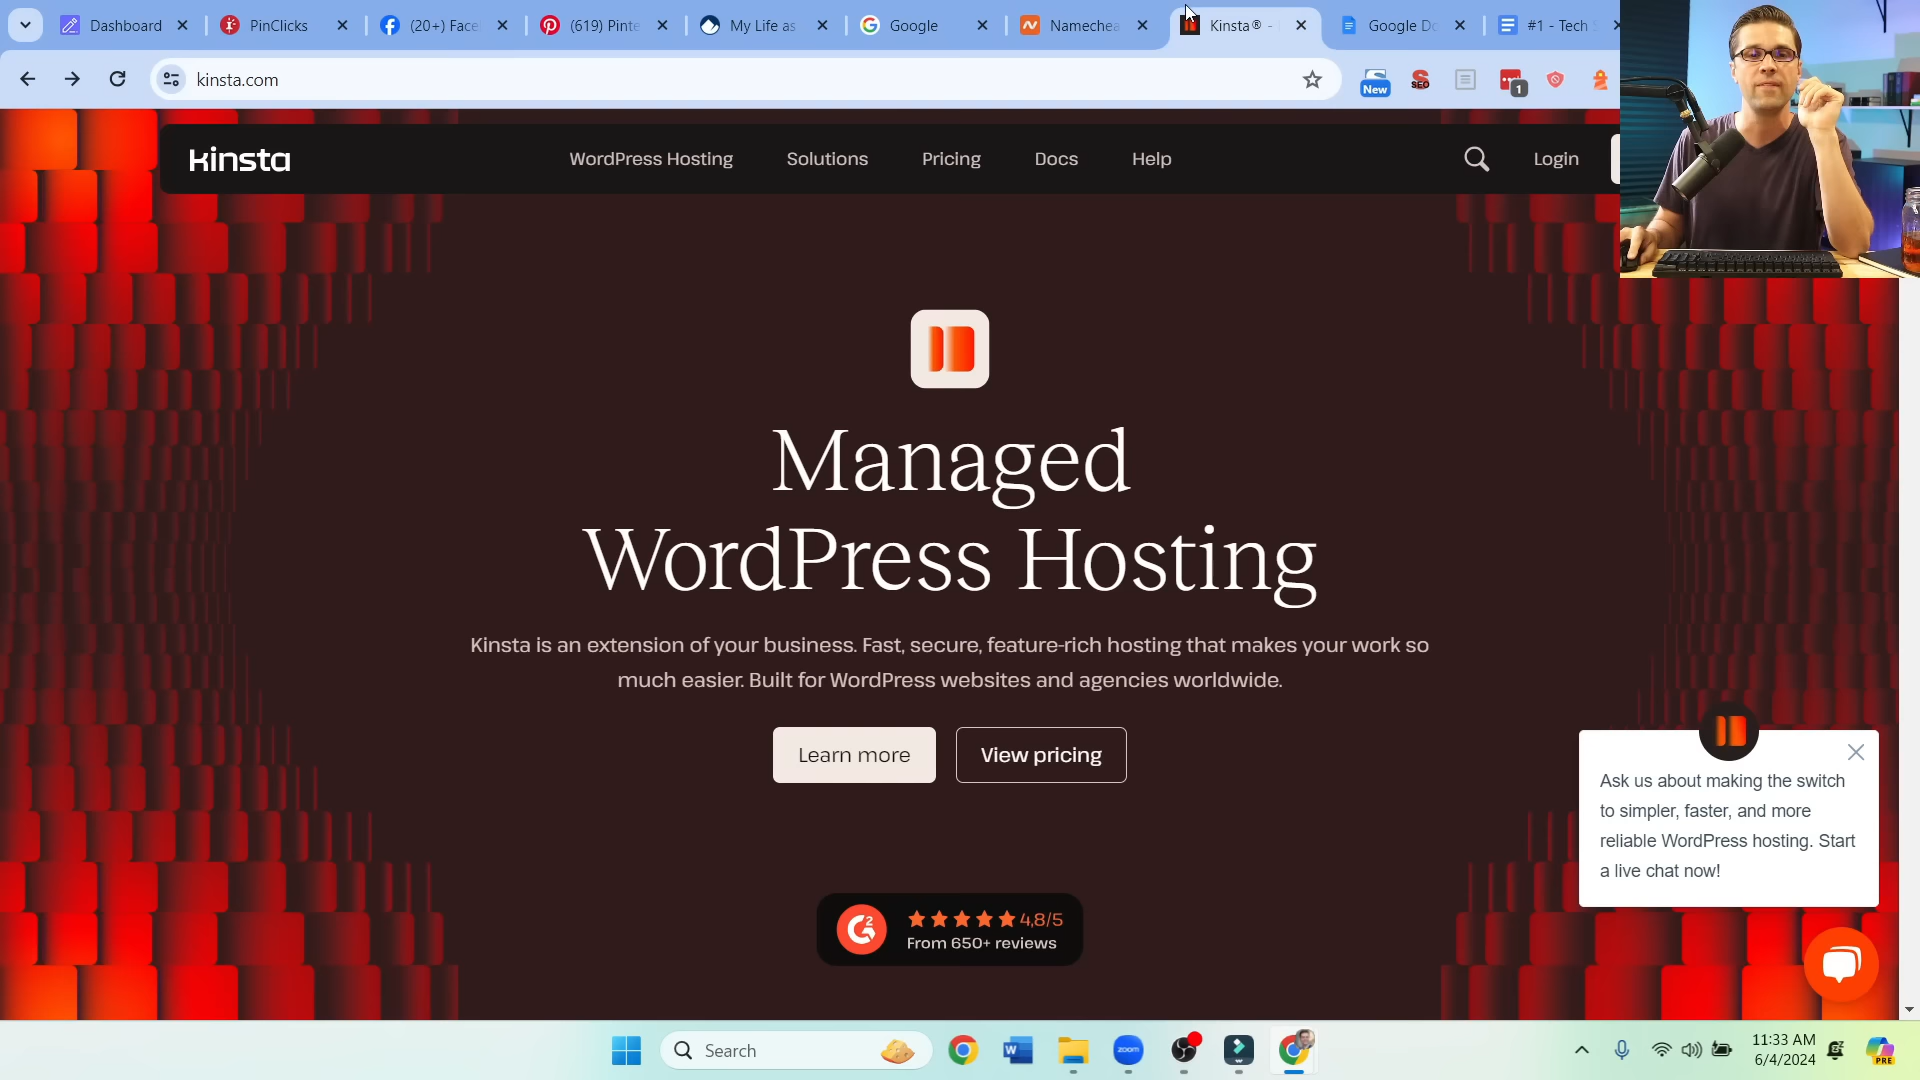 Dashboard
PinClicks
(20+) Face
(619) Pinte
My Life as
Google
Namechea
Kinsta® -
Google Do
#1 - Tech S
kinsta.com
New
SEO
1
Kinsta
WordPress Hosting
Solutions
Pricing
Docs
Help
Login
Managed
WordPress Hosting
Kinsta is an extension of your business. Fast, secure, feature-rich hosting that makes your work so
much easier. Built for WordPress websites and agencies worldwide.
Learn more
View pricing
G2
4,8/5
From 650+ reviews
Ask us about making the switch
to simpler, faster, and more
reliable WordPress hosting. Start
a live chat now!
Search
W
zoom
11:33 AM
6/4/2024
PRE